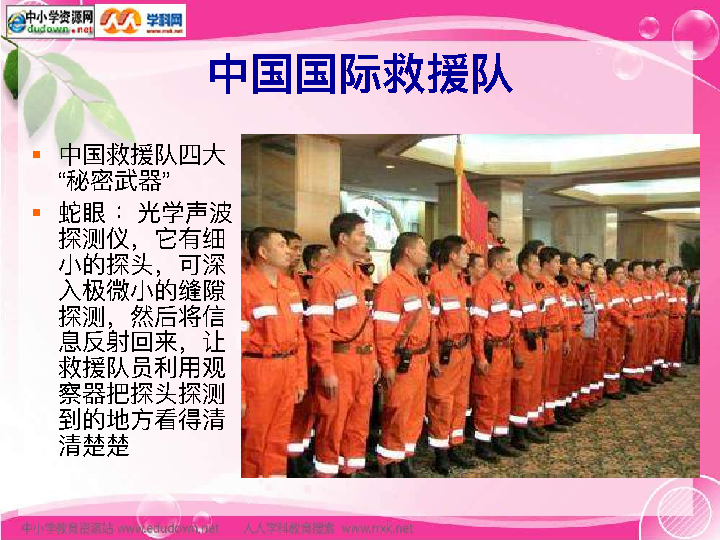 中小学资源网
dudown.net
学科网
www.nxk.net
中国国际救援队
中国救援队四大
“秘密武器”
蛇眼：光学声波
探测仪，它有细
小的探头，可深
入极微小的缝隙
探测，然后将信
息反射回来，让
救援队员利用观
察器把探头探测
到的地方看得清
清楚楚
中小学教育资源站 www.edudown.net 人人学科教育搜索 www.nxk.net